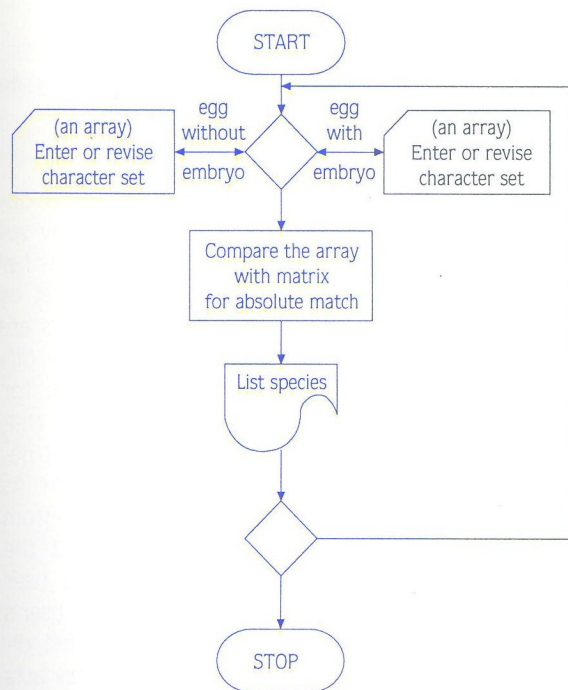 START
(an array)
Enter or revise
character set
egg
without
embryo
egg
with
embryo
(an array)
Enter or revise
character set
Compare the array
with matrix
for absolute match
List species
STOP